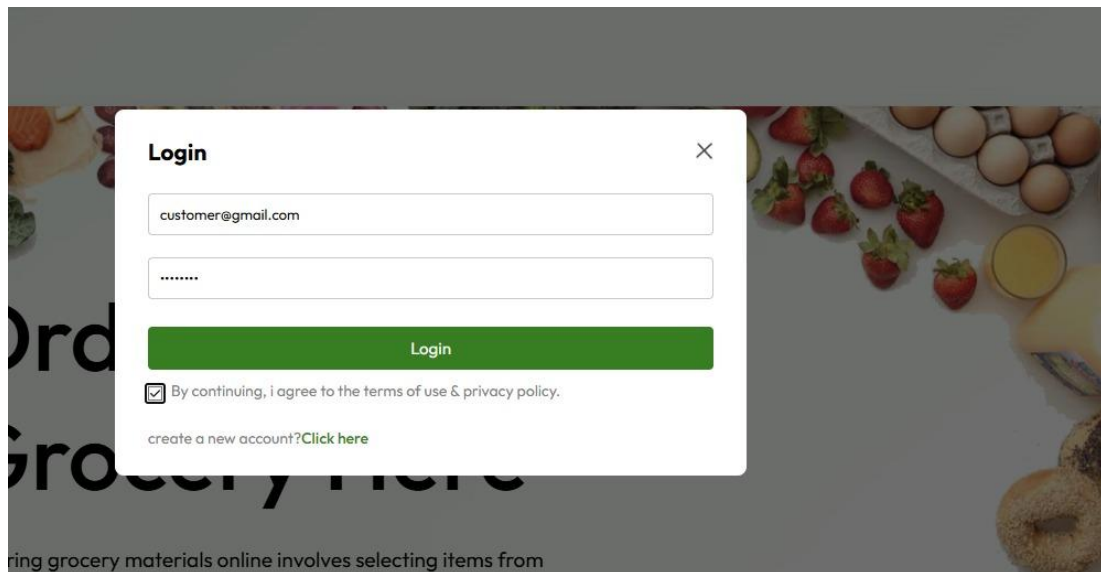 Login
customer@gmail.com
········
Login
By continuing, i agree to the terms of use & privacy policy.
create a new account?Click here
Ord
Grocery Here
ring grocery materials online involves selecting items from